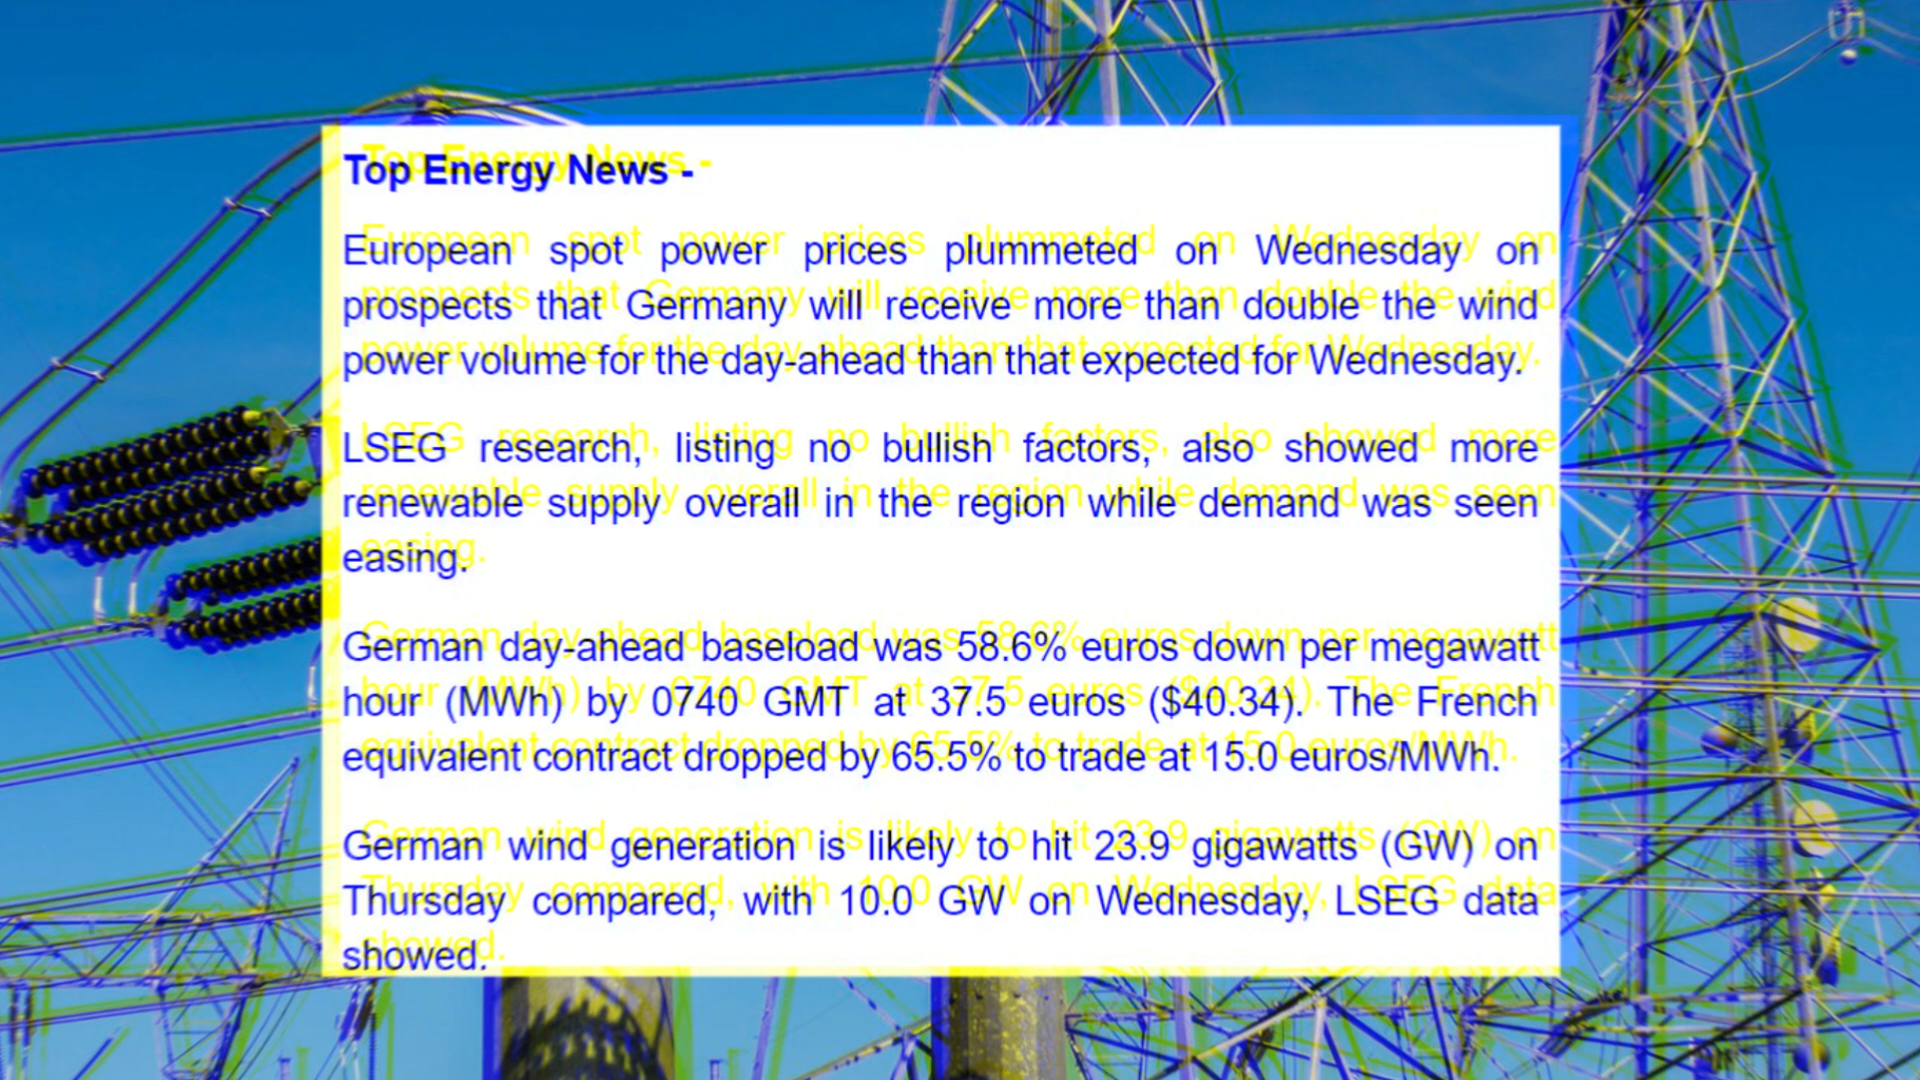 Top Energy News -
European spot power prices plummeted on Wednesday on
prospects that Germany will receive more than double the wind
power volume for the day-ahead than that expected for Wednesday.
LSEG research, listing no bullish factors, also showed more
renewable supply overall in the region while demand was seen
easing.
German day-ahead baseload was 58.6% euros down per megawatt
hour (MWh) by 0740 GMT at 37.5 euros ($40.34). The French
equivalent contract dropped by 65.5% to trade at 15.0 euros/MWh.
German wind generation is likely to hit 23.9 gigawatts (GW) on
Thursday compared, with 10.0 GW on Wednesday, LSEG data
showed.